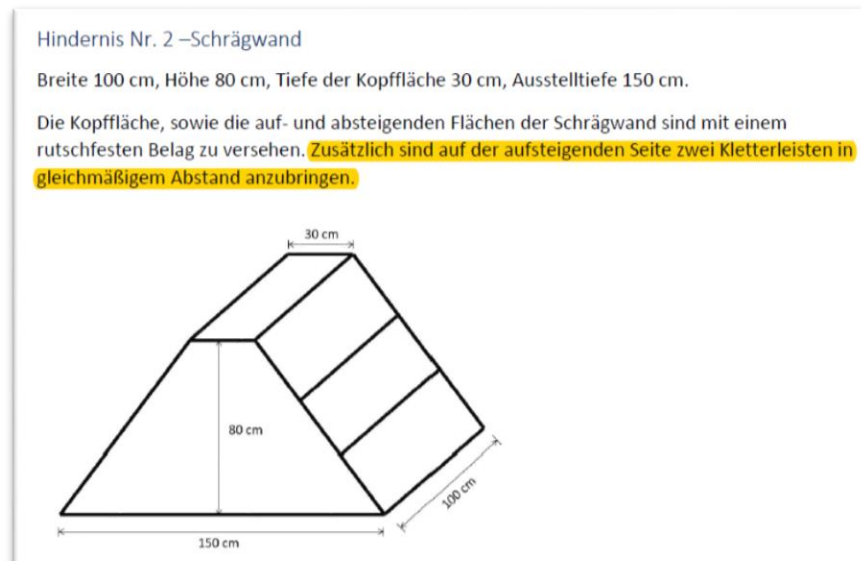 Hindernis Nr. 2 –Schrägwand
Breite 100 cm, Höhe 80 cm, Tiefe der Kopffläche 30 cm, Ausstelltiefe 150 cm.
Die Kopffläche, sowie die auf- und absteigenden Flächen der Schrägwand sind mit einem
rutschfesten Belag zu versehen. Zusätzlich sind auf der aufsteigenden Seite zwei Kletterleisten in
gleichmäßigem Abstand anzubringen.
30 cm
80 cm
100 cm
150 cm